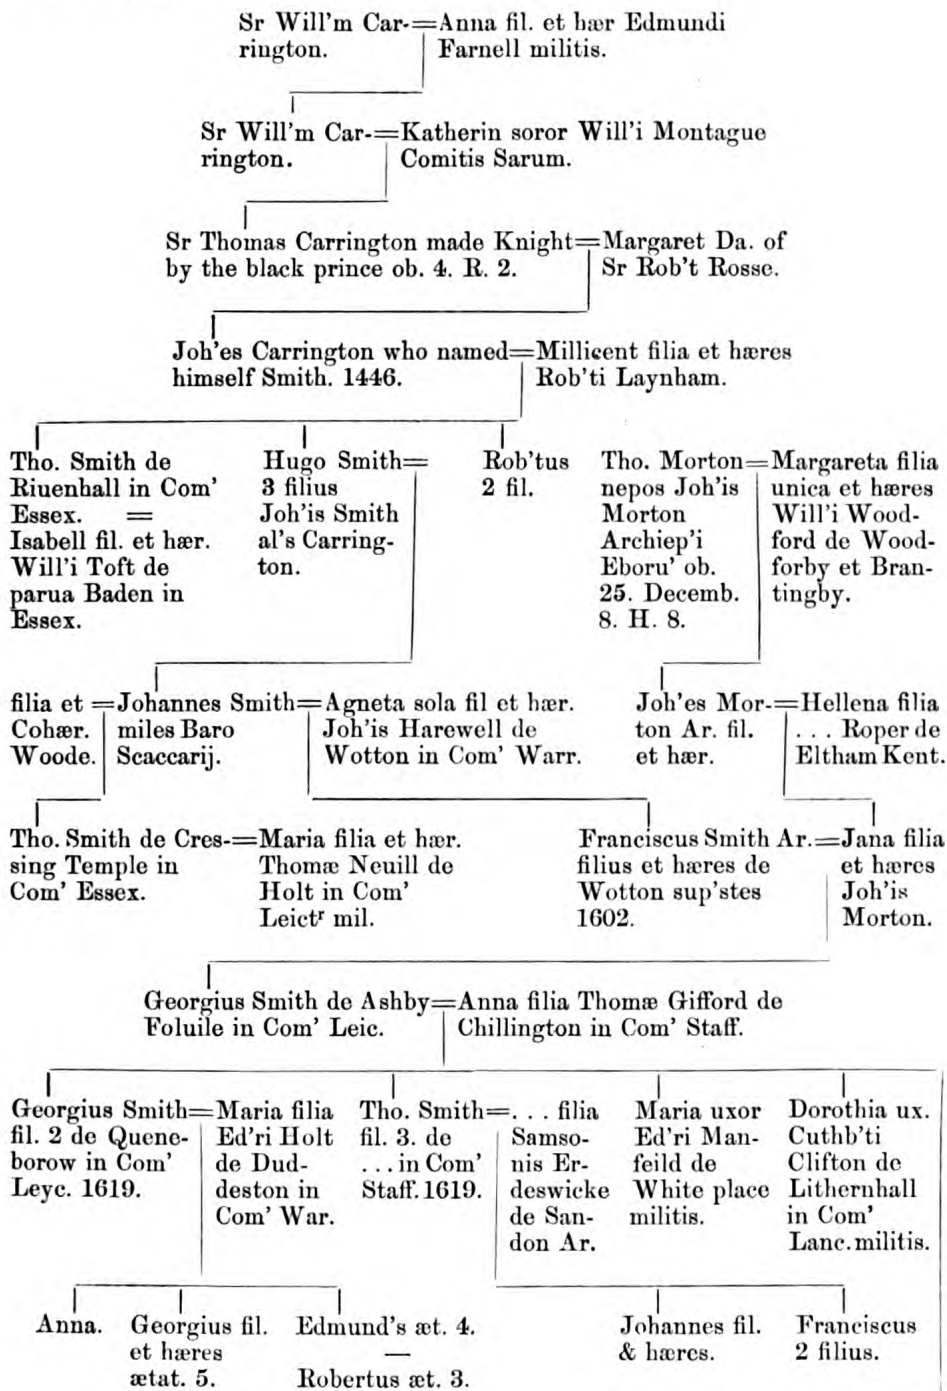 Sr Will'm Car-=Anna fil. et hær Edmundi
rington. Farnell militis.
Sr Will'm Car-=Katherin soror Will'i Montague
rington. Comitis Sarum.
Sr Thomas Carrington made Knight=Margaret Da. of
by the black prince ob. 4. R. 2. Sr Rob't Rosse.
Joh'es Carrington who named=Millicent filia et hæres
himself Smith. 1446. Rob'ti Laynham.
Tho. Smith de
Riuenhall in Com'
Essex. =
Isabell fil. et hær.
Will'i Toft de
parua Baden in
Essex.
Hugo Smith=
3 filius
Joh'is Smith
al's Carring-
ton.
Rob'tus
2 fil.
Tho. Morton=
nepos Joh'is
Morton
Archiep'i
Eboru' ob.
25. Decemb.
8. H. 8.
Margareta filia
unica et hæres
Will'i Wood-
ford de Wood-
forby et Bran-
tingby.
filia et =
Cohær.
Woode.
Johannes Smith=
miles Baro
Scaccarij.
Agneta sola fil et hær.
Joh'is Harewell de
Wotton in Com' Warr.
Joh'es Mor-=
ton Ar. fil.
et hær.
Hellena filia
. . . Roper de
Eltham Kent.
Tho. Smith de Cres-=
sing Temple in
Com' Essex.
Maria filia et hær.
Thomæ Neuill de
Holt in Com'
Leictʳ mil.
Franciscus Smith Ar.=
filius et hæres de
Wotton sup'stes
1602.
Jana filia
et hæres
Joh'is
Morton.
Georgius Smith de Ashby=Anna filia Thomæ Gifford de
Foluile in Com' Leic. Chillington in Com' Staff.
Georgius Smith=
fil. 2 de Quene-
borow in Com'
Leyc. 1619.
Maria filia
Ed'ri Holt
de Dud-
deston in
Com' War.
Tho. Smith=
fil. 3. de
. . . in Com'
Staff. 1619.
. . . filia
Samso-
nis Er-
deswicke
de San-
don Ar.
Maria uxor
Ed'ri Man-
feild de
White place
militis.
Dorothia ux.
Cuthb'ti
Clifton de
Lithernhall
in Com'
Lanc. militis.
Anna.
Georgius fil.
et hæres
ætat. 5.
Edmund's æt. 4.
—
Robertus æt. 3.
Johannes fil.
& hæres.
Franciscus
2 filius.